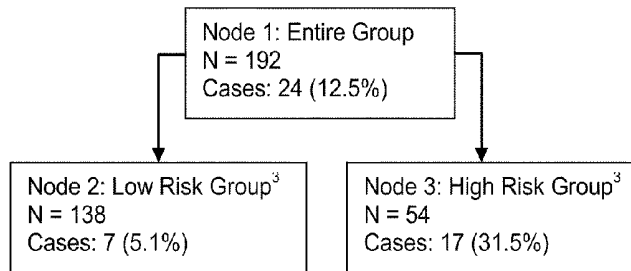 Node 1: Entire Group
N = 192
Cases: 24 (12.5%)
Node 2: Low Risk Group³
N = 138
Cases: 7 (5.1%)
Node 3: High Risk Group³
N = 54
Cases: 17 (31.5%)